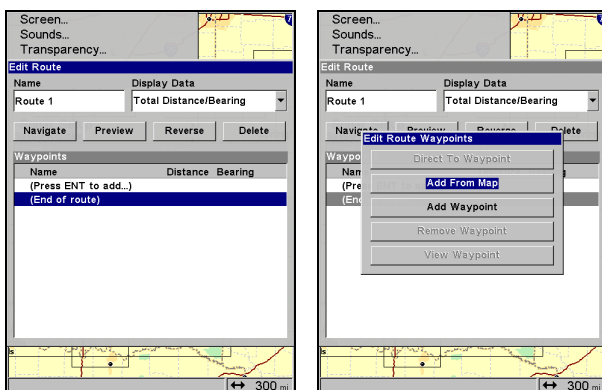 Screen...
Sounds...
Transparency...
Edit Route
Name Display Data
Route 1 Total Distance/Bearing
Navigate Preview Reverse Delete
Waypoints
Name Distance Bearing
(Press ENT to add...)
(End of route)
300 mi
Screen...
Sounds...
Transparency...
Edit Route
Name Display Data
Route 1 Total Distance/Bearing
Edit Route Waypoints
Direct To Waypoint
Add From Map
Add Waypoint
Remove Waypoint
View Waypoint
300 mi